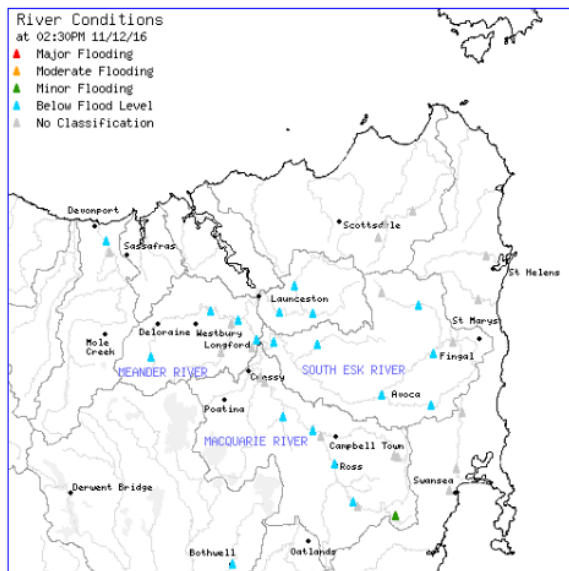 River Conditions
at 02:30PM 11/12/16
Major Flooding
Moderate Flooding
Minor Flooding
Below Flood Level
No Classification
Devonport
Sassafras
Scottsdale
St Helens
Launceston
Deloraine
Westbury
St Marys
Mole
Creek
Longford
Fingal
MEANDER RIVER
SOUTH ESK RIVER
Cressy
Poatina
Avoca
MACQUARIE RIVER
Campbell Town
Ross
Derwent Bridge
Swansea
Bothwell
Oatlands